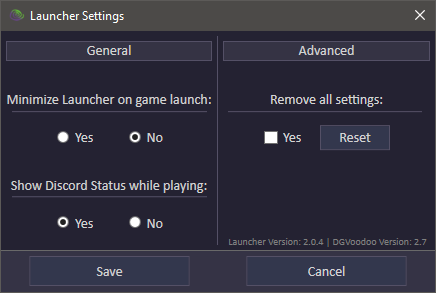 Launcher Settings
General
Advanced
Minimize Launcher on game launch:
Yes No
Remove all settings:
Yes Reset
Show Discord Status while playing:
Yes No
Launcher Version: 2.0.4 | DGVoodoo Version: 2.7
Save
Cancel